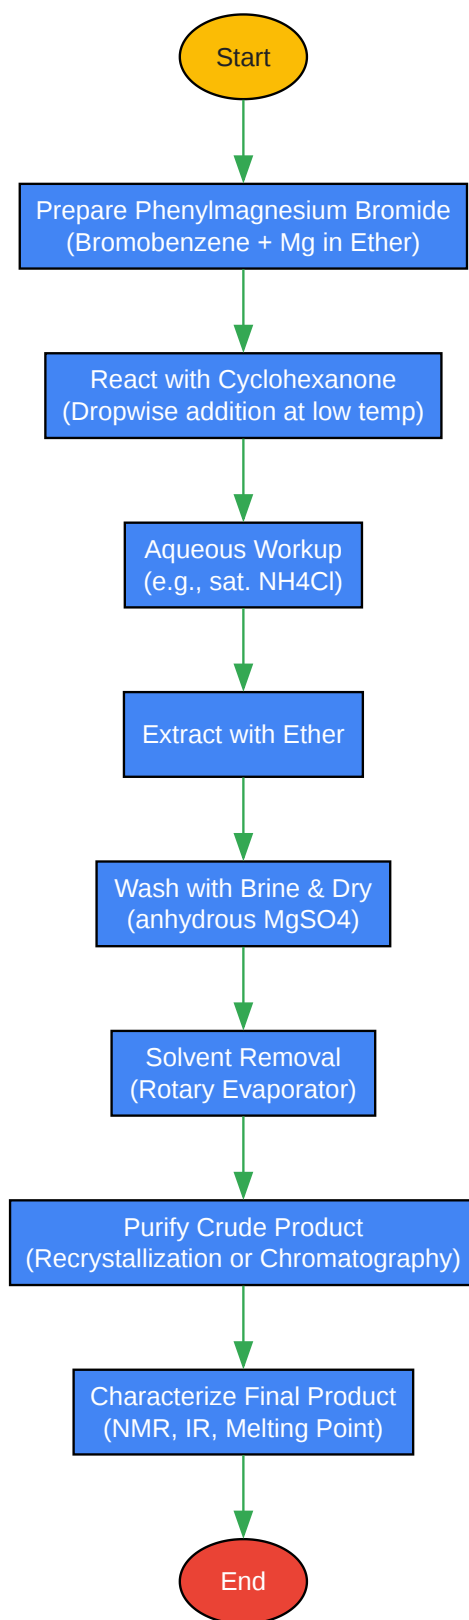 Start
Prepare Phenylmagnesium Bromide
(Bromobenzene + Mg in Ether)
React with Cyclohexanone
(Dropwise addition at low temp)
Aqueous Workup
(e.g., sat. NH4Cl)
Extract with Ether
Wash with Brine & Dry
(anhydrous MgSO4)
Solvent Removal
(Rotary Evaporator)
Purify Crude Product
(Recrystallization or Chromatography)
Characterize Final Product
(NMR, IR, Melting Point)
End